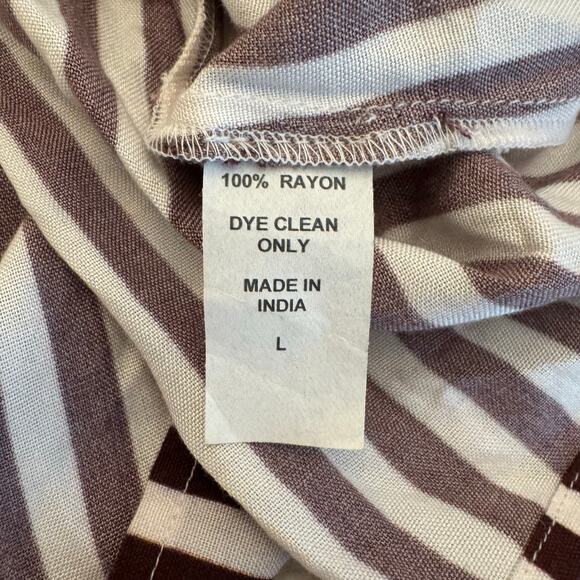 100% RAYON
DYE CLEAN
ONLY
MADE IN
INDIA
L